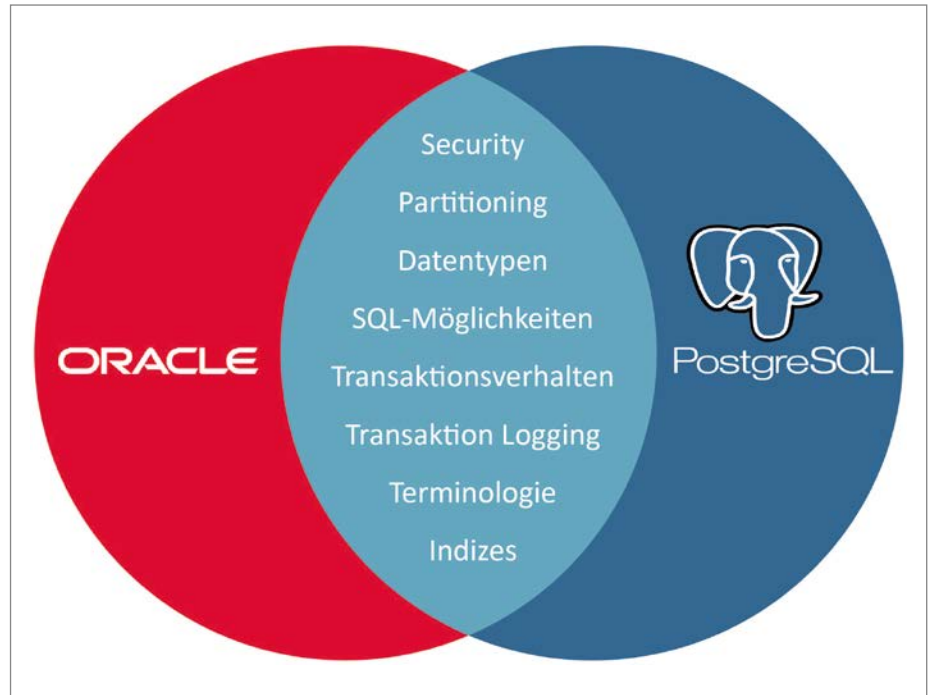 Security
Partitioning
Datentypen
SQL-Möglichkeiten
Transaktionsverhalten
Transaktion Logging
Terminologie
Indizes
ORACLE
PostgreSQL